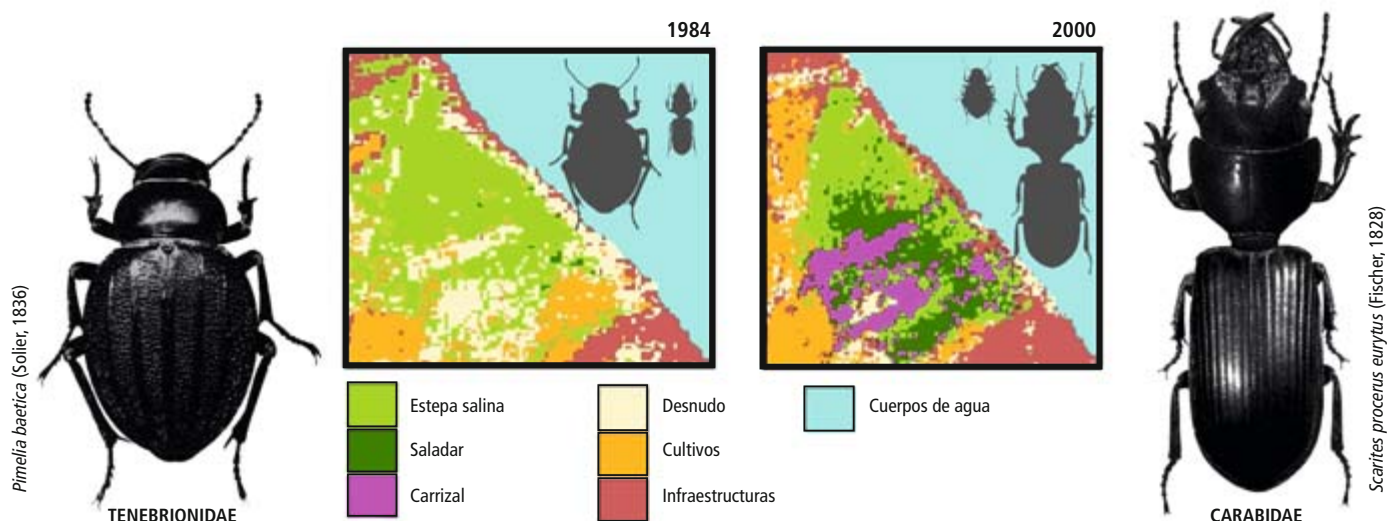 1984
2000
Pimelia baetica (Solier, 1836)
TENEBRIONIDAE
Estepa salina
Saladar
Carrizal
Desnudo
Cultivos
Infraestructuras
Cuerpos de agua
Scarites procerus eurytus (Fischer, 1828)
CARABIDAE